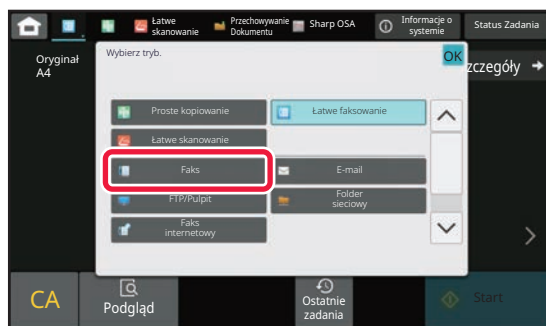 Łatwe skanowanie
Przechowywanie Dokumentu
Sharp OSA
Informacje o systemie
Status Zadania
Oryginał
A4
Wybierz tryb.
OK
zczegóły
Proste kopiowanie
Łatwe faksowanie
Łatwe skanowanie
Faks
E-mail
FTP/Pulpit
Folder
sieciowy
Faks
internetowy
CA
Podgląd
Ostatnie
zadania
Start